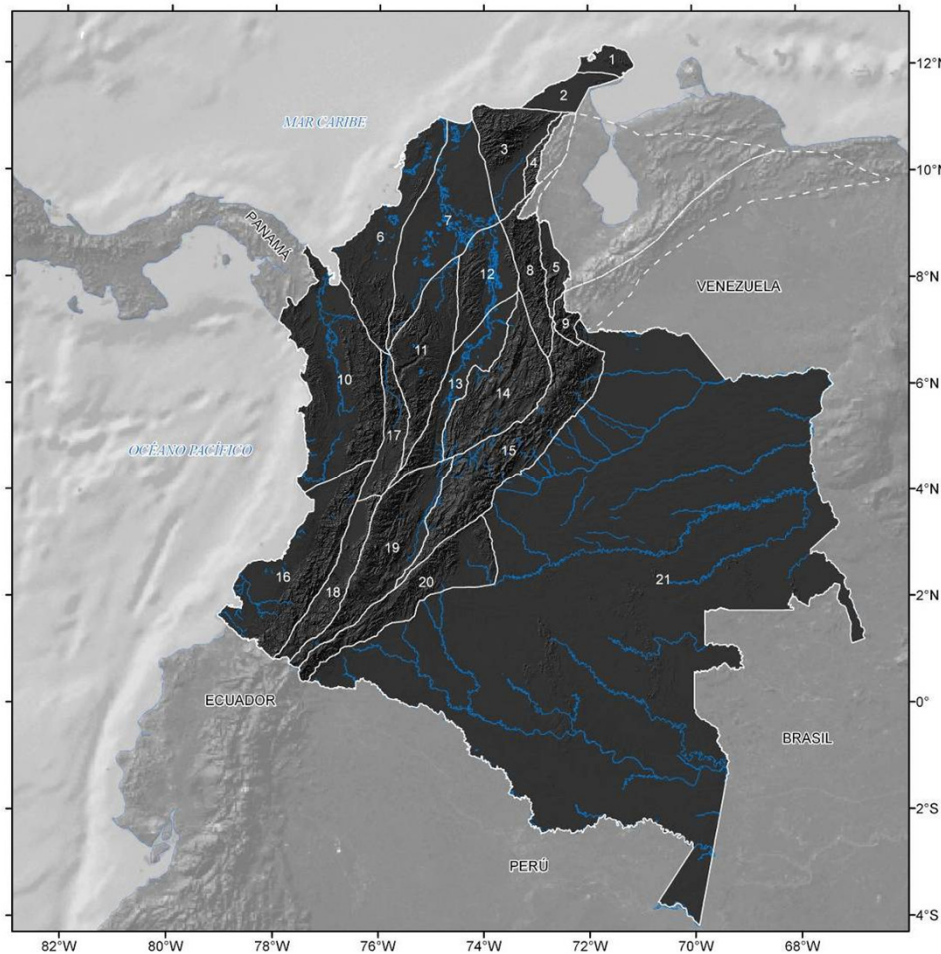 12°N
10°N
8°N
6°N
4°N
2°N
0°
2°S
4°S
1
2
MAR CARIBE
3
4
PANAMÁ
7
6
8
5
12
VENEZUELA
9
11
10
13
14
17
15
OCÉANO PACÍFICO
19
16
20
21
18
ECUADOR
BRASIL
PERÚ
82°W
80°W
78°W
76°W
74°W
72°W
70°W
68°W